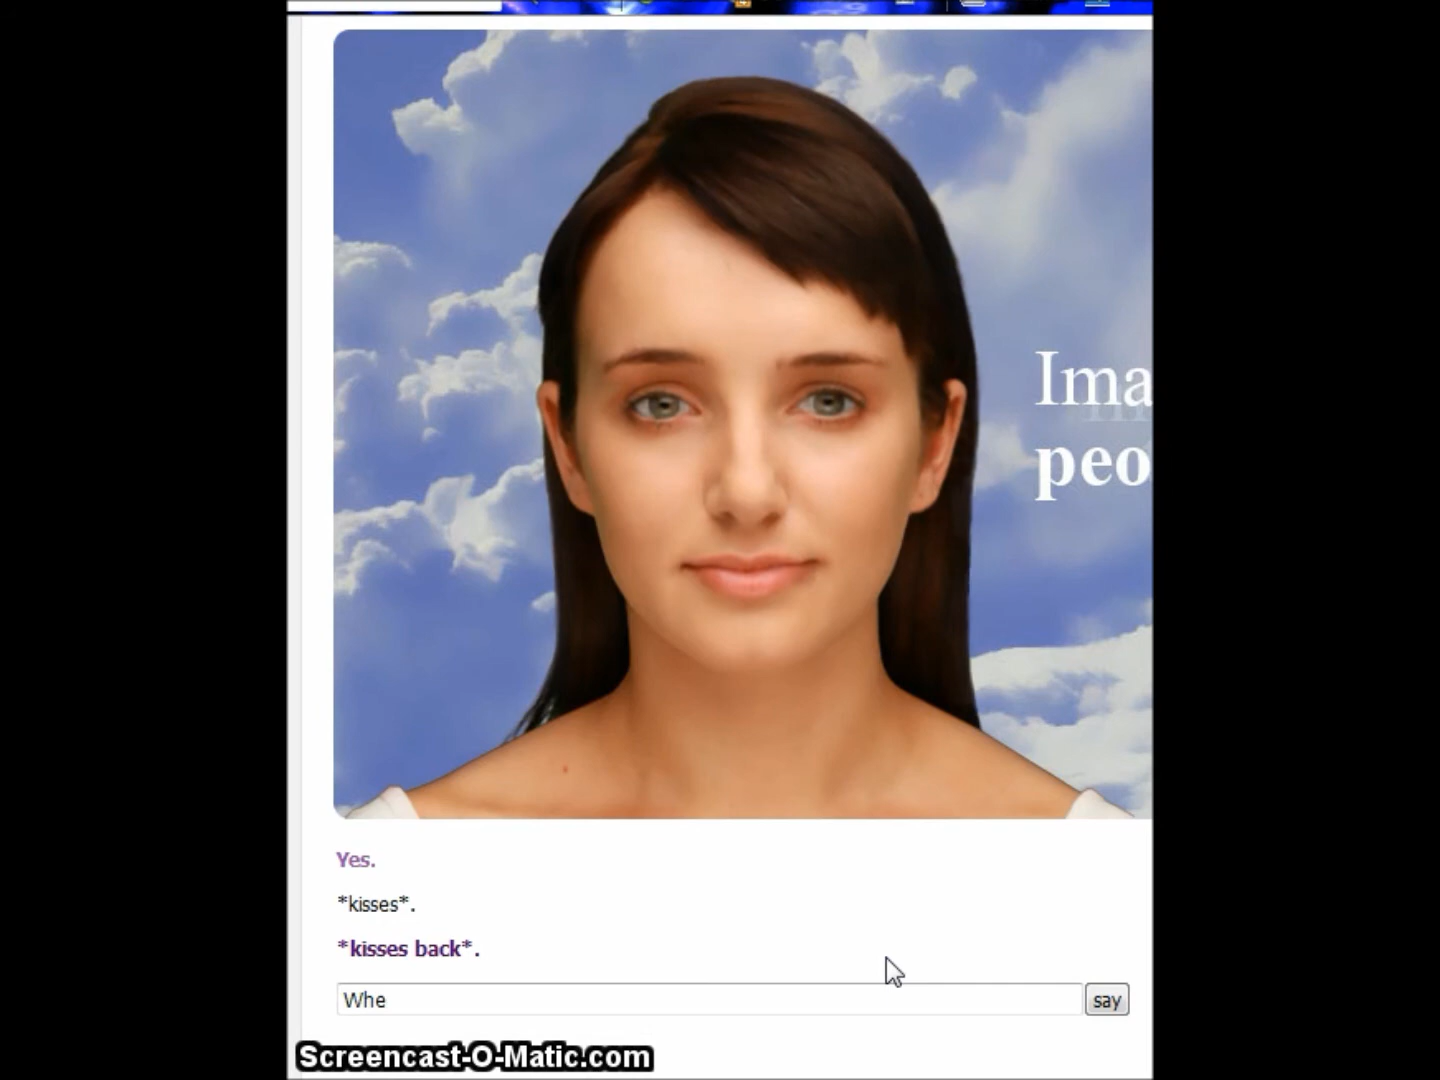 Ima
peo
Yes.
*kisses*.
*kisses back*.
Whe
say
Screencast-O-Matic.com